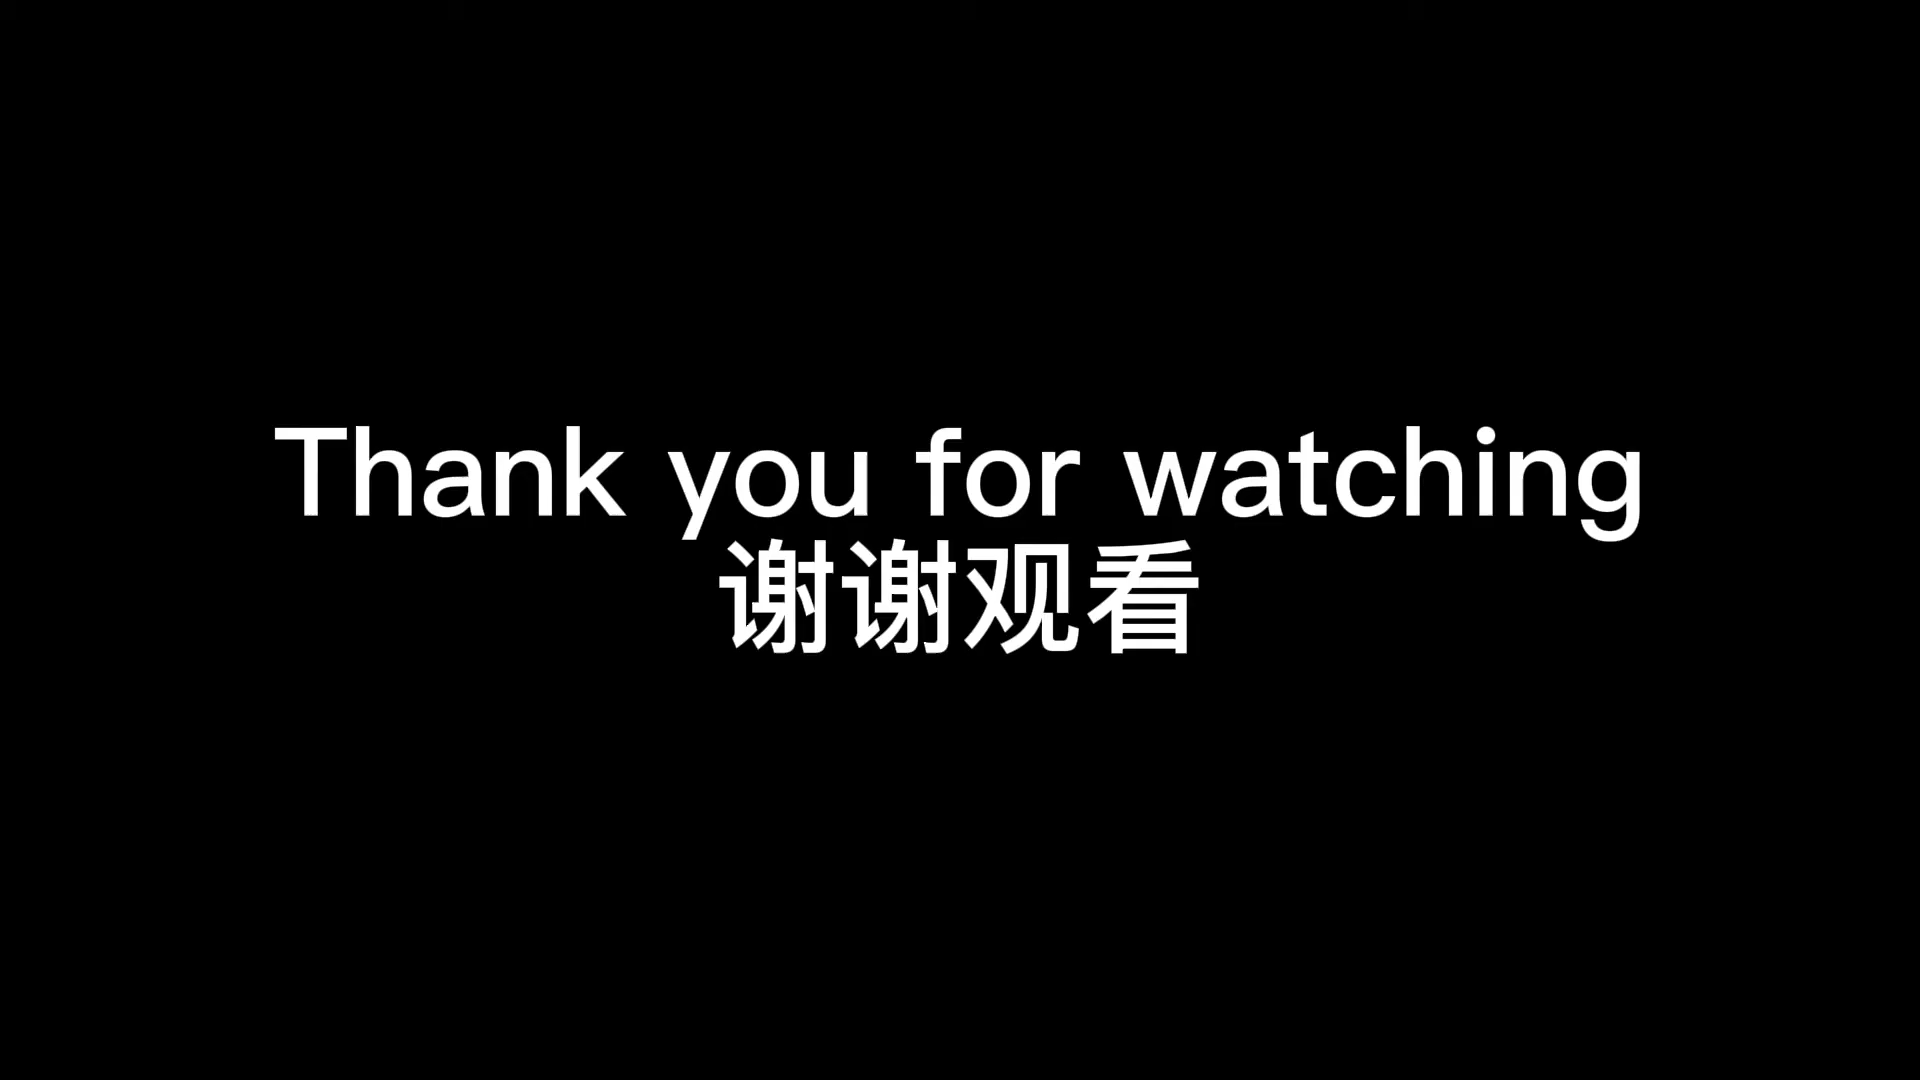 Thank you for watching
谢谢观看